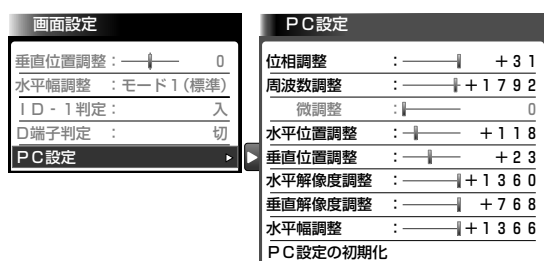 画面設定
垂直位置調整： 0
水平幅調整 ：モード1(標準)
ＩＤ‐１判定： 入
Ｄ端子判定 ： 切
ＰＣ設定
ＰＣ設定
位相調整 ： ＋３１
周波数調整 ： ＋１７９２
微調整 ： 0
水平位置調整 ： ＋１１８
垂直位置調整 ： ＋２３
水平解像度調整 ： ＋１３６０
垂直解像度調整 ： ＋７６８
水平幅調整 ： ＋１３６６
ＰＣ設定の初期化